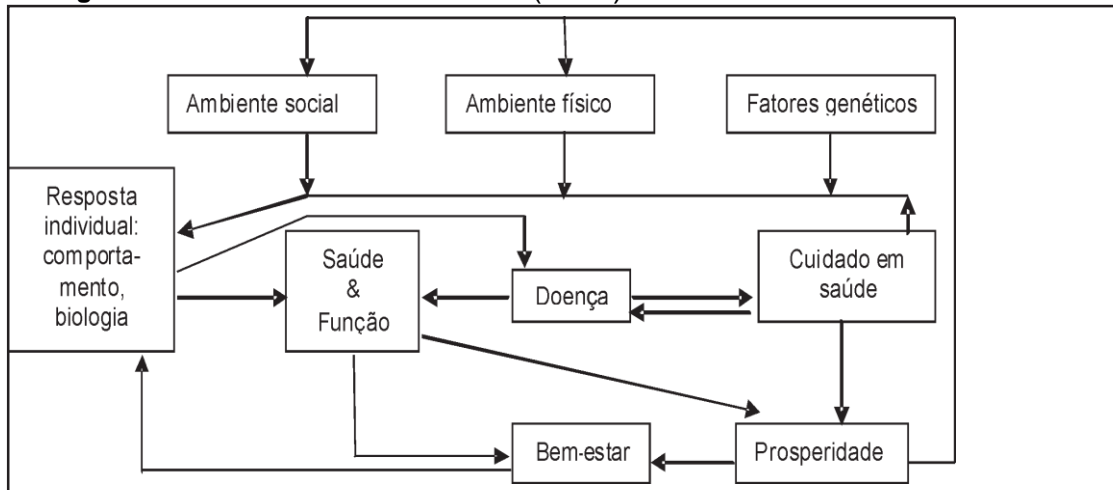 Ambiente social
Ambiente físico
Fatores genéticos
Resposta
individual:
comporta-
mento,
biologia
Saúde
&
Função
Doença
Cuidado em
saúde
Bem-estar
Prosperidade